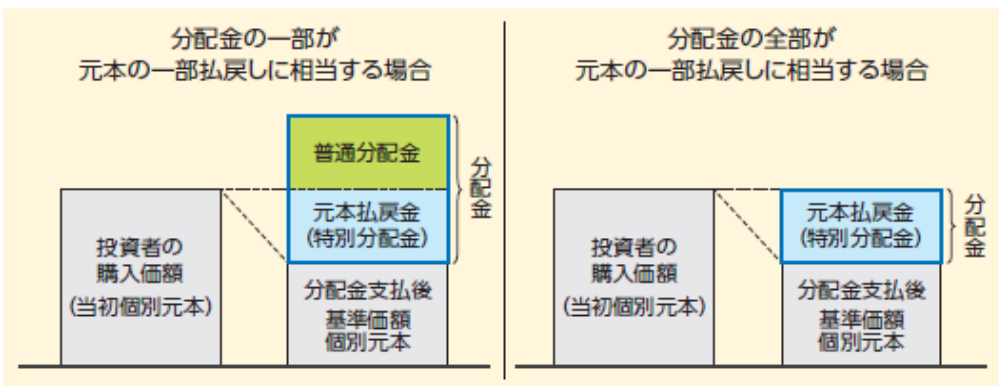 分配金の一部が
元本の一部払戻しに相当する場合
普通分配金
元本払戻金
(特別分配金)
分配金
投資者の
購入価額
(当初個別元本)
分配金支払後
基準価額
個別元本
分配金の全部が
元本の一部払戻しに相当する場合
元本払戻金
(特別分配金)
分配金
投資者の
購入価額
(当初個別元本)
分配金支払後
基準価額
個別元本